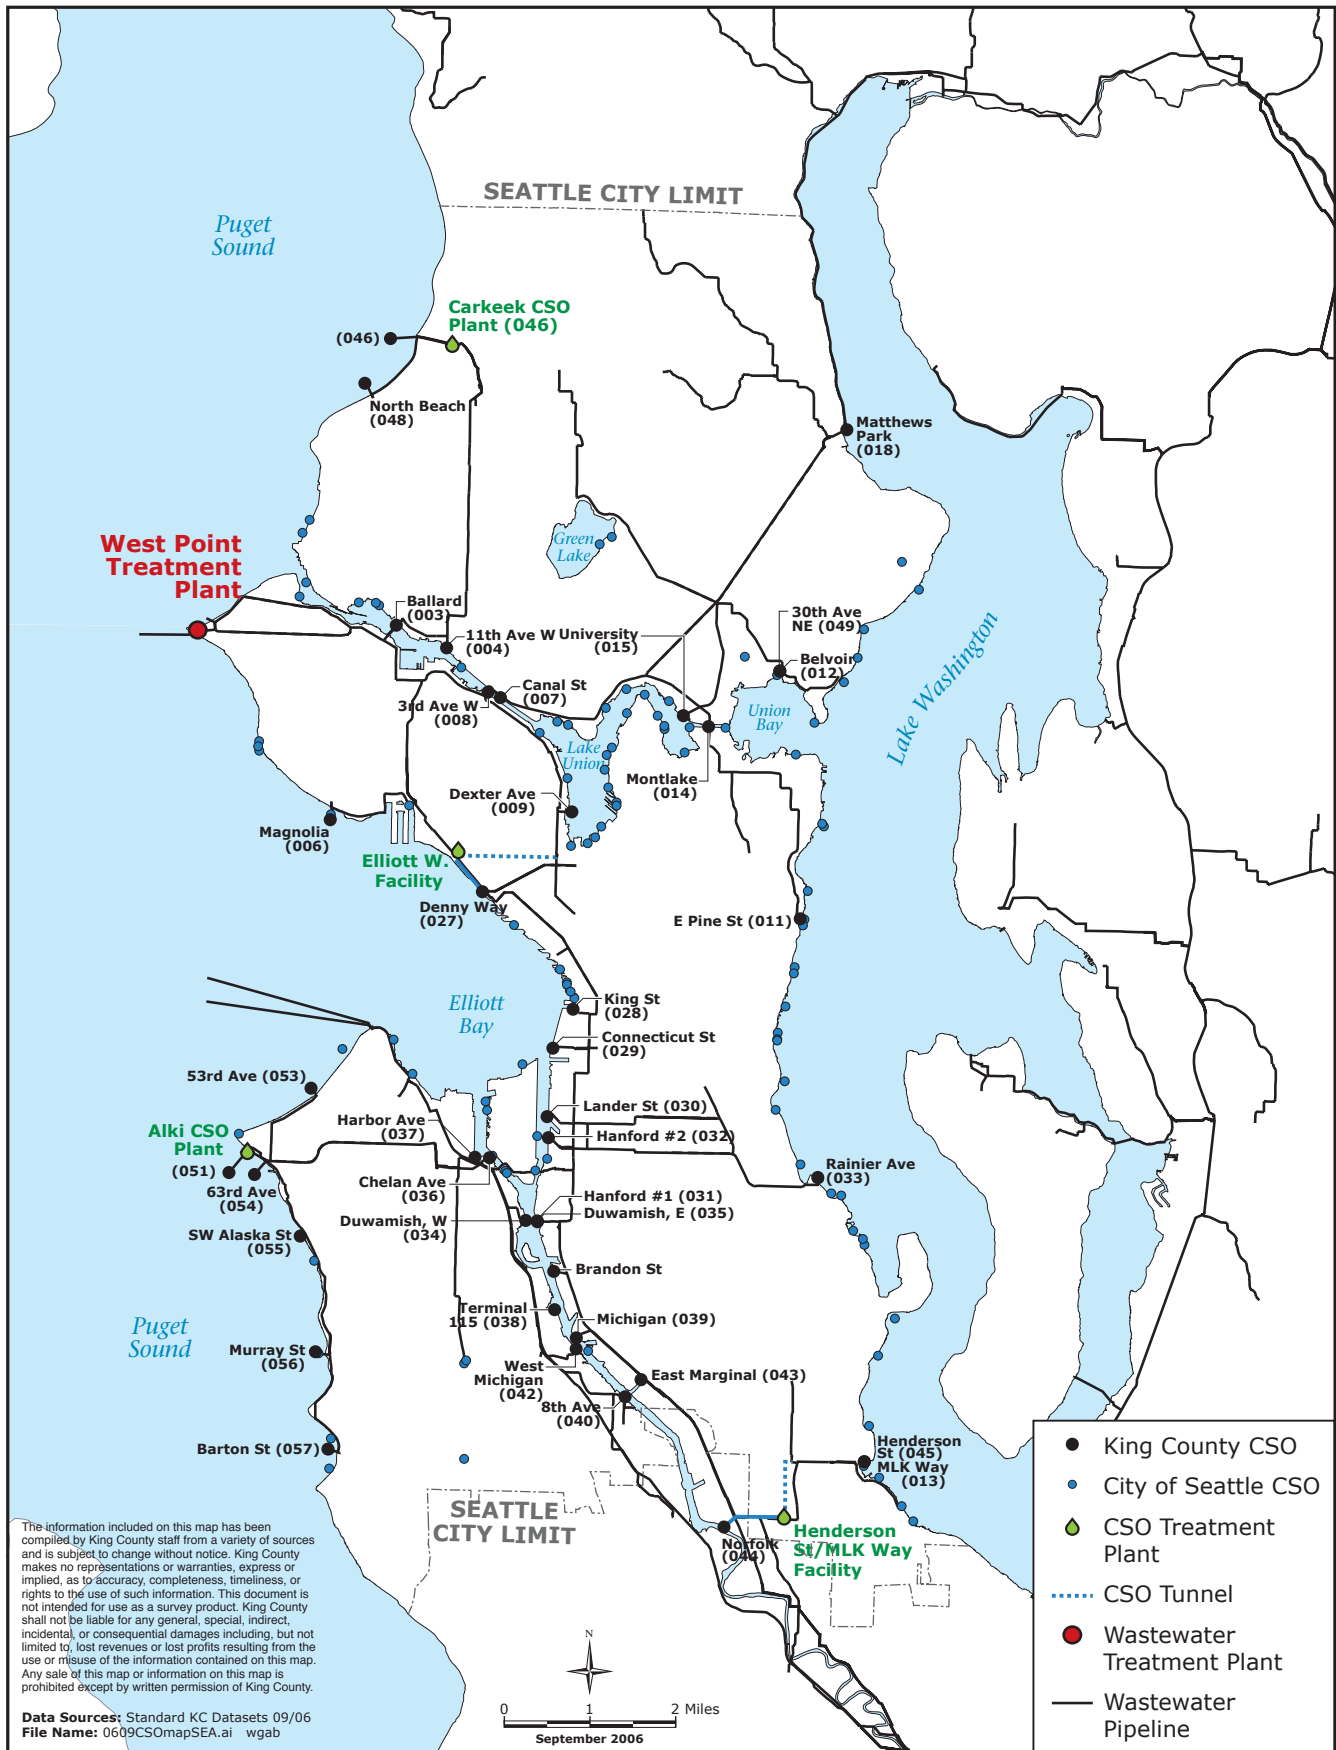 SEATTLE CITY LIMIT
Puget
Sound
Carkeek CSO
Plant (046)
(046)
North Beach
(048)
Matthews
Park
(018)
West Point
Treatment
Plant
Green
Lake
Ballard
(003)
11th Ave W
(004)
University
(015)
30th Ave
NE (049)
Belvoir
(012)
Canal St
(007)
3rd Ave W
(008)
Union
Bay
Lake Washington
Lake
Union
Montlake
(014)
Dexter Ave
(009)
Magnolia
(006)
Elliott W.
Facility
Denny Way
(027)
E Pine St (011)
Elliott
Bay
King St
(028)
Connecticut St
(029)
53rd Ave (053)
Lander St (030)
Harbor Ave
(037)
Hanford #2 (032)
Alki CSO
Plant
(051)
63rd Ave
(054)
Chelan Ave
(036)
Rainier Ave
(033)
Hanford #1 (031)
Duwamish, E (035)
Duwamish, W
(034)
SW Alaska St
(055)
Brandon St
Terminal
115 (038)
Michigan (039)
Puget
Sound
Murray St
(056)
West
Michigan
(042)
East Marginal (043)
8th Ave
(040)
Barton St (057)
Henderson
St (045)
MLK Way
(013)
SEATTLE
CITY LIMIT
Norfolk
(044)
Henderson
St/MLK Way
Facility
King County CSO
City of Seattle CSO
CSO Treatment
Plant
CSO Tunnel
Wastewater
Treatment Plant
Wastewater
Pipeline
The information included on this map has been
compiled by King County staff from a variety of sources
and is subject to change without notice. King County
makes no representations or warranties, express or
implied, as to accuracy, completeness, timeliness, or
rights to the use of such information. This document is
not intended for use as a survey product. King County
shall not be liable for any general, special, indirect,
incidental, or consequential damages including, but not
limited to, lost revenues or lost profits resulting from the
use or misuse of the information contained on this map.
Any sale of this map or information on this map is
prohibited except by written permission of King County.
Data Sources: Standard KC Datasets 09/06
File Name: 0609CSOmapSEA.ai wgab
N
0 1 2 Miles
September 2006